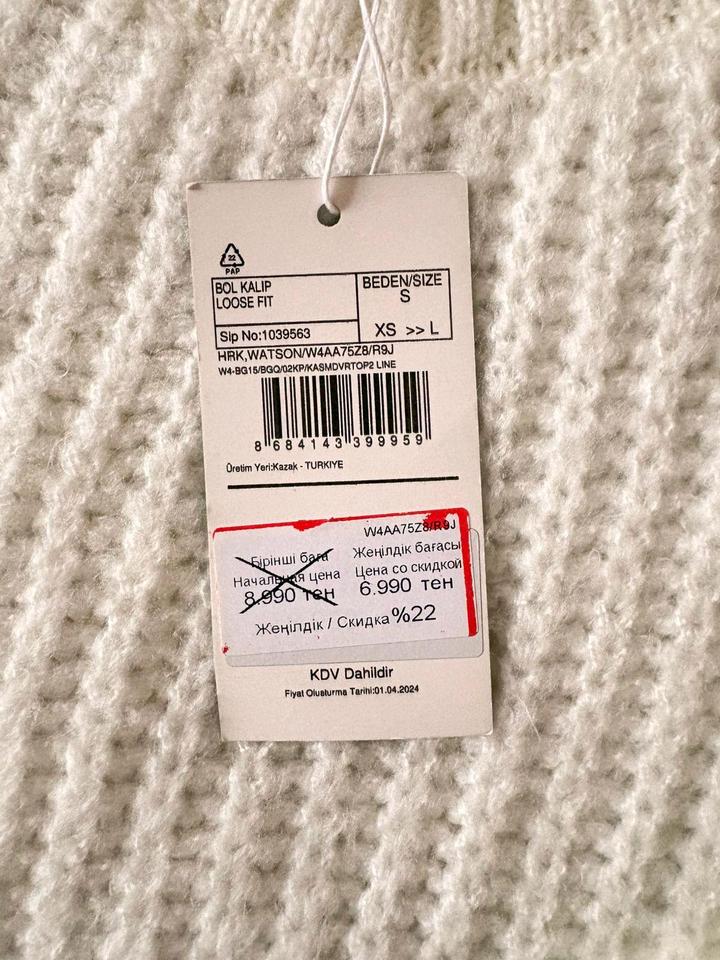 22
PAP
BOL KALIP
LOOSE FIT
BEDEN/SIZE
S
XS >> L
Sip No:1039563
HRK,WATSON/W4AA75Z8/R9J
W4-BG15/BGQ/02KP/KASMDVRTOP2 LINE
8 684143 399959
Üretim Yeri:Kazak - TURKIYE
W4AA75Z8/R9J
Бірінші баға
Начальная цена
8.990 тен
Жеңілдік бағасы
Цена со скидкой
6.990 тен
Жеңілдік / Скидка %22
KDV Dahildir
Fiyat Olusturma Tarihi:01.04.2024